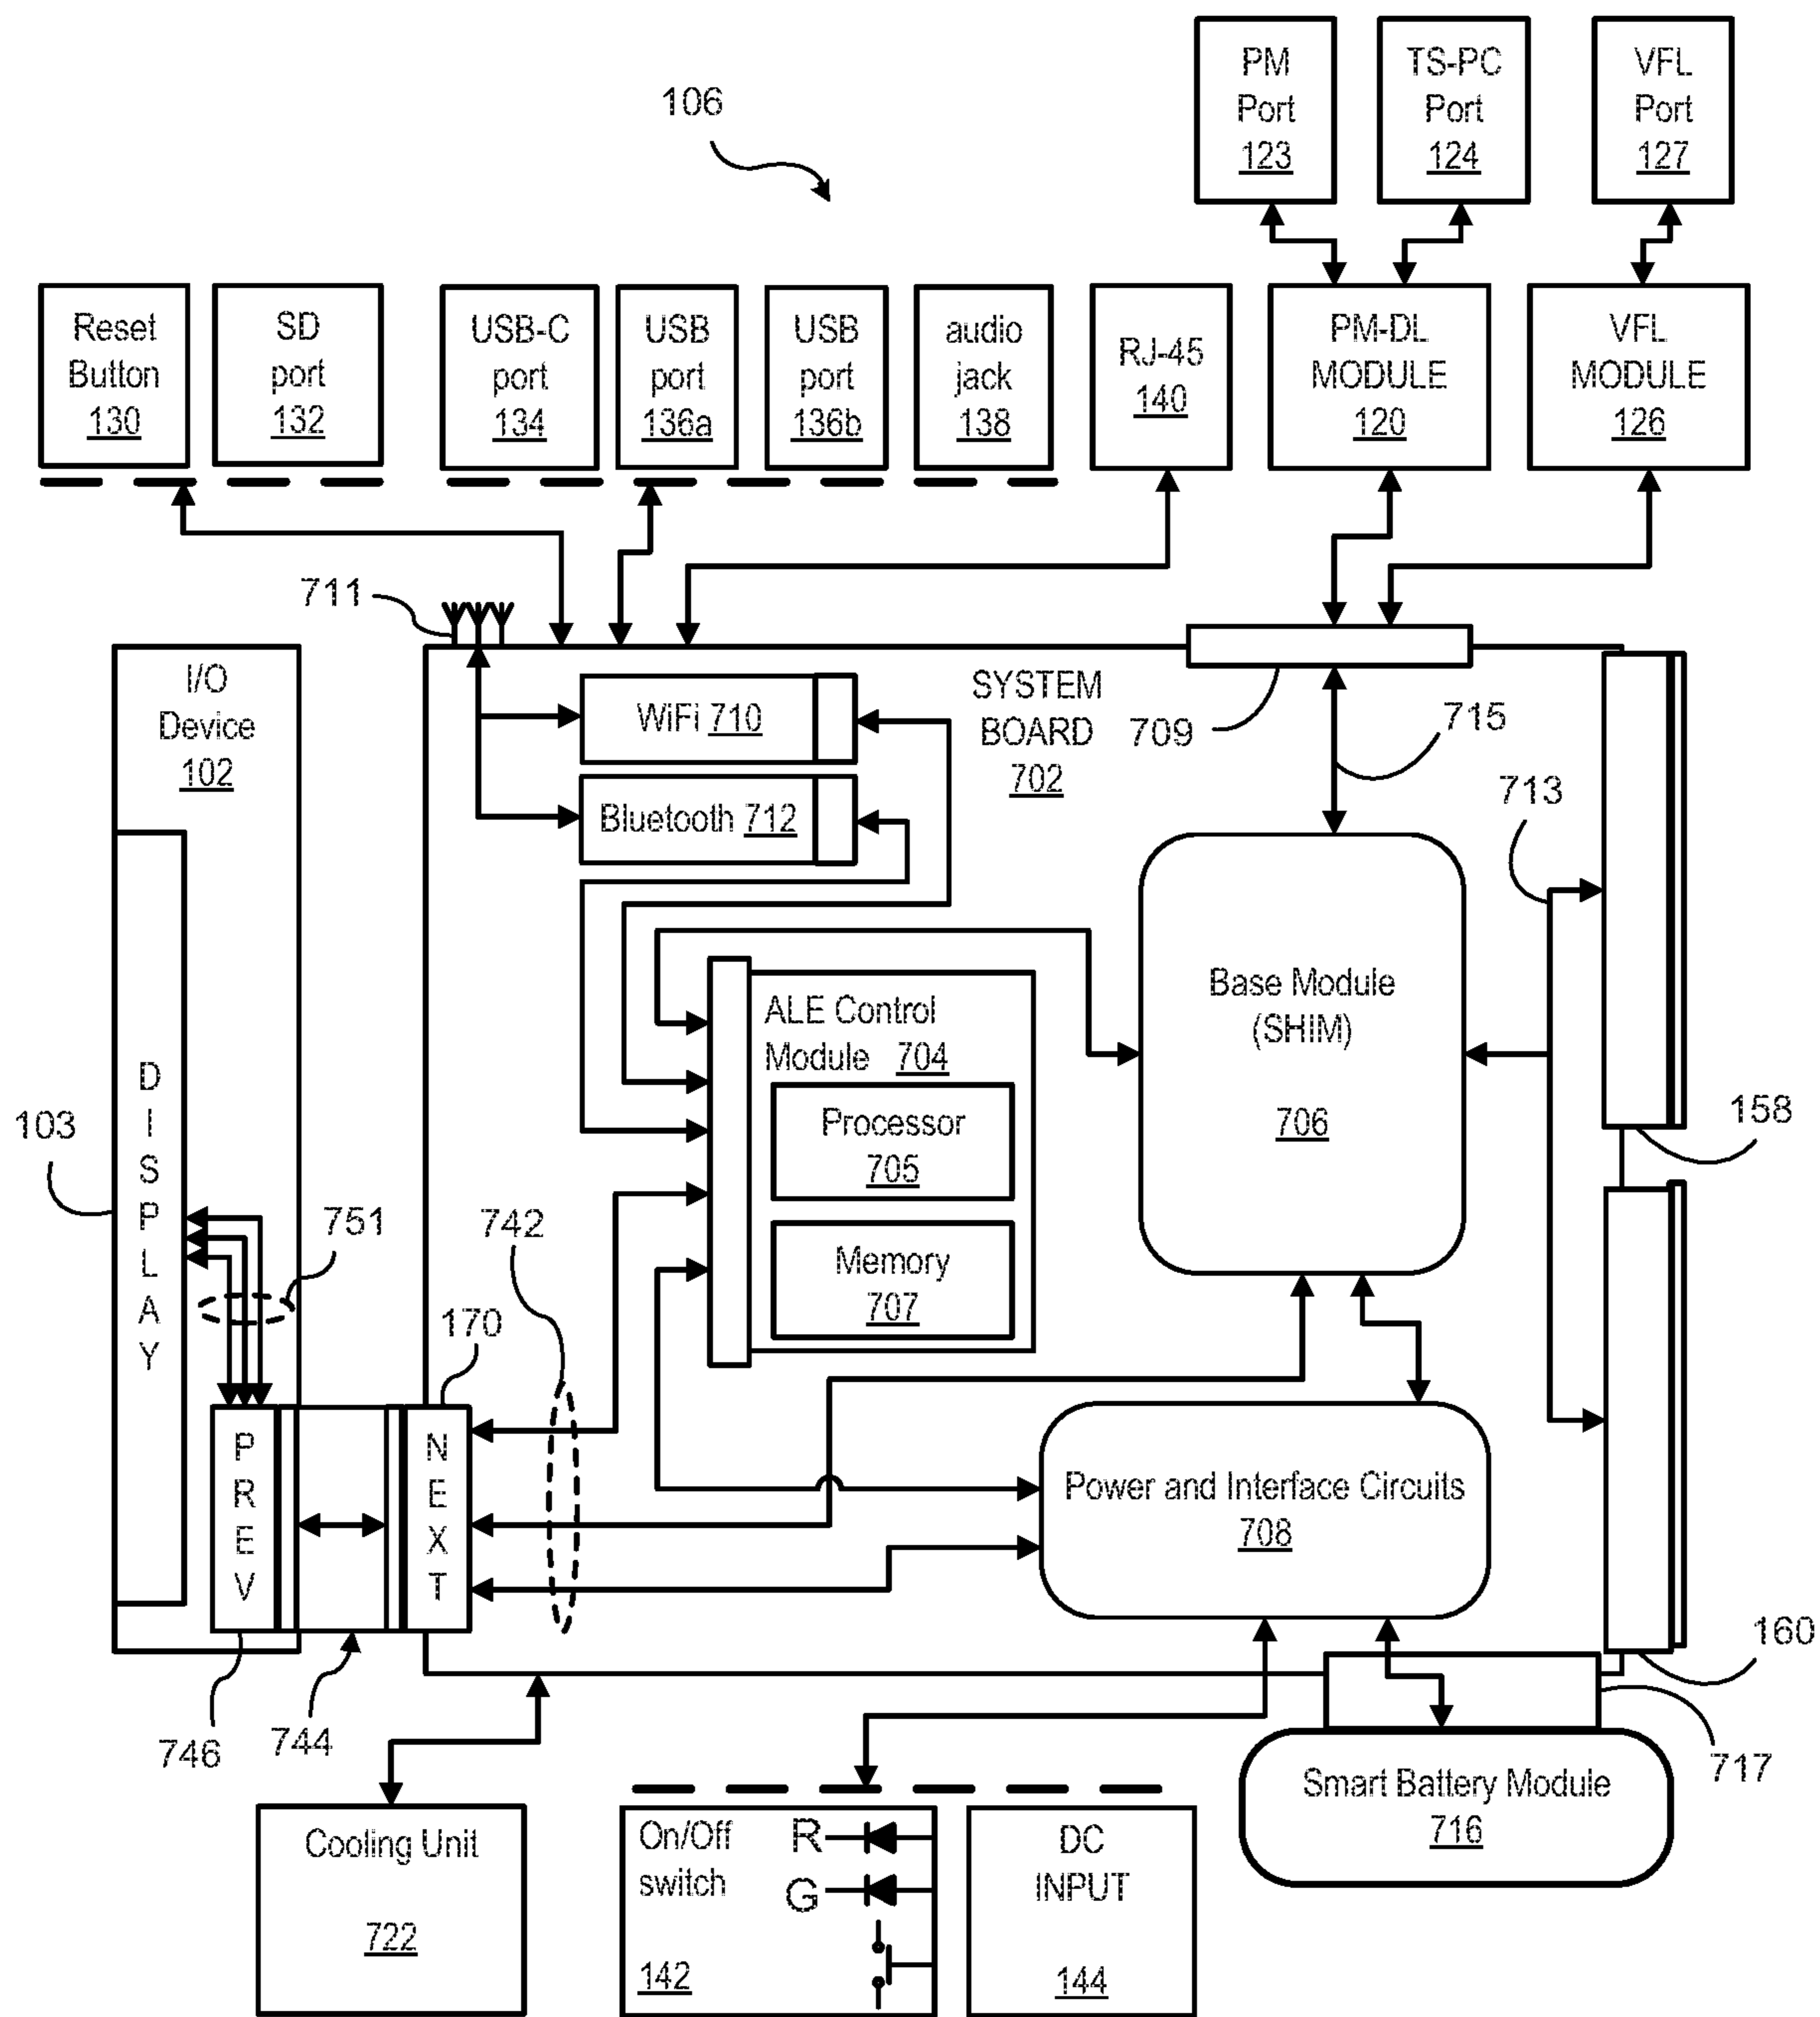 106
PM
Port
123
TS-PC
Port
124
VFL
Port
127
Reset
Button
130
SD
port
132
USB-C
port
134
USB
port
136a
USB
port
136b
audio
jack
138
RJ-45
140
PM-DL
MODULE
120
VFL
MODULE
126
711
I/O
Device
102
WiFi 710
Bluetooth 712
SYSTEM
BOARD
702
709
715
713
Base Module
(SHIM)
706
ALE Control
Module 704
Processor
705
Memory
707
DISPLAY
103
751
742
170
158
PREV
NEXT
Power and Interface Circuits
708
160
746
744
717
Smart Battery Module
716
Cooling Unit
722
On/Off
switch
R
G
142
DC
INPUT
144